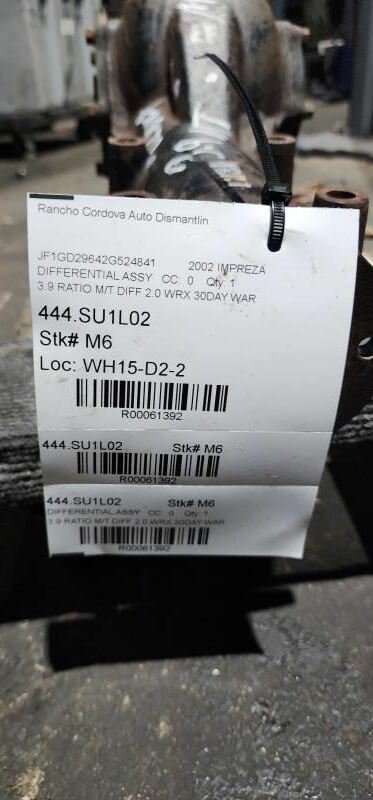 Rancho Cordova Auto Dismantlin
JF1GD29642G524841 2002 IMPREZA
DIFFERENTIAL ASSY CC: 0 Qty: 1
3.9 RATIO M/T DIFF 2.0 WRX 30DAY WAR
444.SU1L02
Stk# M6
Loc: WH15-D2-2
R00061392
444.SU1L02 Stk# M6
R00061392
444.SU1L02 Stk# M6
DIFFERENTIAL ASSY CC: 0 Qty: 1
3.9 RATIO M/T DIFF 2.0 WRX 30DAY WAR
R00061392